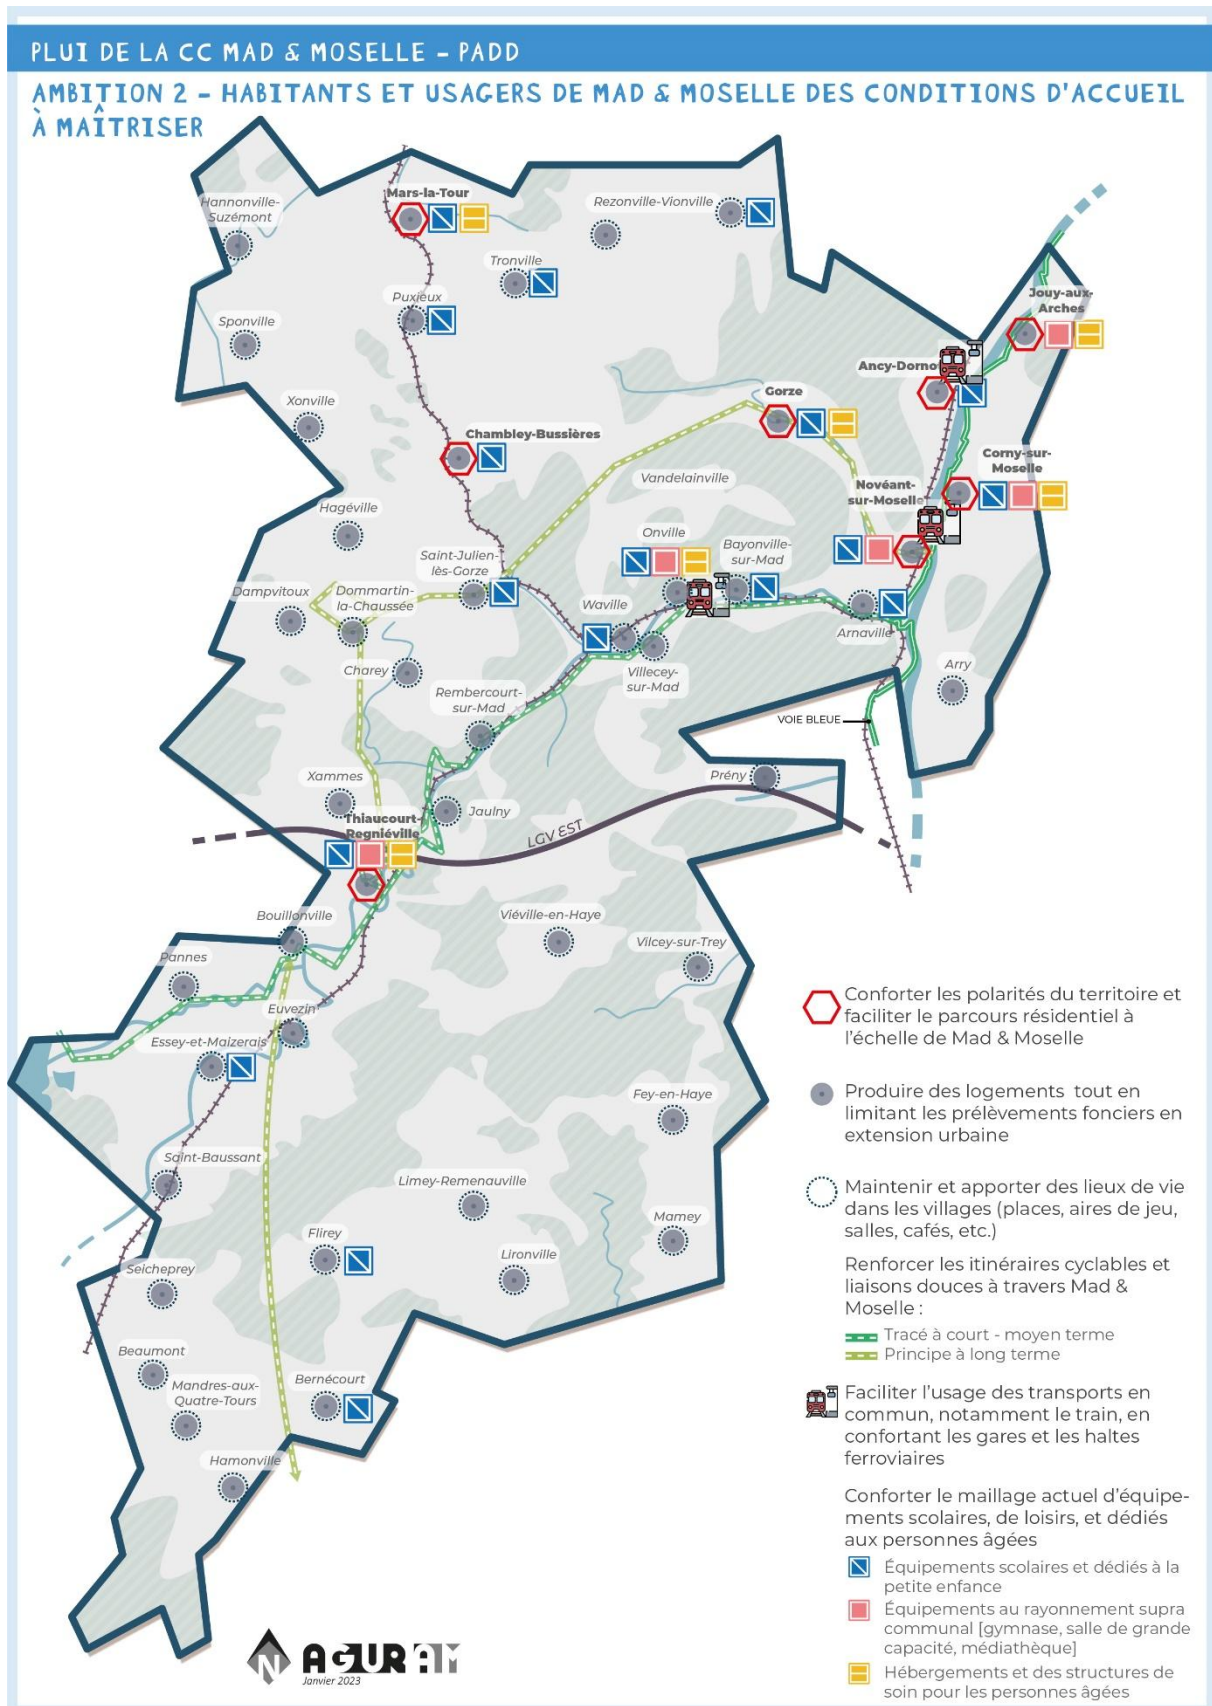 PLUI DE LA CC MAD & MOSELLE - PADD
AMBITION 2 - HABITANTS ET USAGERS DE MAD & MOSELLE DES CONDITIONS D'ACCUEIL
À MAÎTRISER
Mars-la-Tour
Hannonville-
Suzémont
Rezonville-Vionville
Tronville
Puxieux
Sponville
Jouy-aux-
Arches
Ancy-Dorno
Gorze
Xonville
Chambley-Bussières
Corny-sur-
Moselle
Vandelainville
Novéant-
sur-Moselle
Hagéville
Onville
Bayonville-
sur-Mad
Saint-Julien-
lès-Gorze
Dampvitoux
Dommartin-
la-Chaussée
Waville
Arnaville
Charey
Villecey-
sur-Mad
Arry
Rembercourt-
sur-Mad
VOIE BLEUE
Xammes
Prény
Jaulny
Thiaucourt-
Regniéville
LGV EST
Bouillonville
Viéville-en-Haye
Vilcey-sur-Trey
Pannes
Euvezin
Essey-et-Maizerais
Fey-en-Haye
Saint-Baussant
Limey-Remenauville
Mamey
Flirey
Lironville
Seicheprey
Beaumont
Mandres-aux-
Quatre-Tours
Bernécourt
Hamonville
Conforter les polarités du territoire et
faciliter le parcours résidentiel à
l'échelle de Mad & Moselle
Produire des logements tout en
limitant les prélèvements fonciers en
extension urbaine
Maintenir et apporter des lieux de vie
dans les villages (places, aires de jeu,
salles, cafés, etc.)
Renforcer les itinéraires cyclables et
liaisons douces à travers Mad &
Moselle :
Tracé à court - moyen terme
Principe à long terme
Faciliter l'usage des transports en
commun, notamment le train, en
confortant les gares et les haltes
ferroviaires
Conforter le maillage actuel d'équipe-
ments scolaires, de loisirs, et dédiés
aux personnes âgées
Équipements scolaires et dédiés à la
petite enfance
Équipements au rayonnement supra
communal [gymnase, salle de grande
capacité, médiathèque]
Hébergements et des structures de
soin pour les personnes âgées
N
AGURAM
Janvier 2023